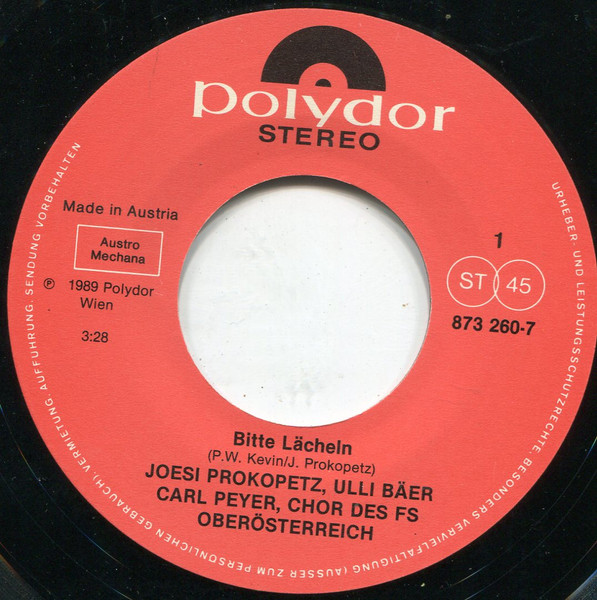 polydor
STEREO
Made in Austria
Austro
Mechana
℗ 1989 Polydor
Wien
3:28
1
ST 45
873 260-7
Bitte Lächeln
(P.W. Kevin/J. Prokopetz)
JOESI PROKOPETZ, ULLI BÄER
CARL PEYER, CHOR DES FS
OBERÖSTERREICH
URHEBER- UND LEISTUNGSSCHUTZRECHTE, BESONDERS VERVIELFÄLTIGUNG (AUSSER ZUM PERSÖNLICHEN GEBRAUCH), VERMIETUNG, AUFFÜHRUNG, SENDUNG VORBEHALTEN